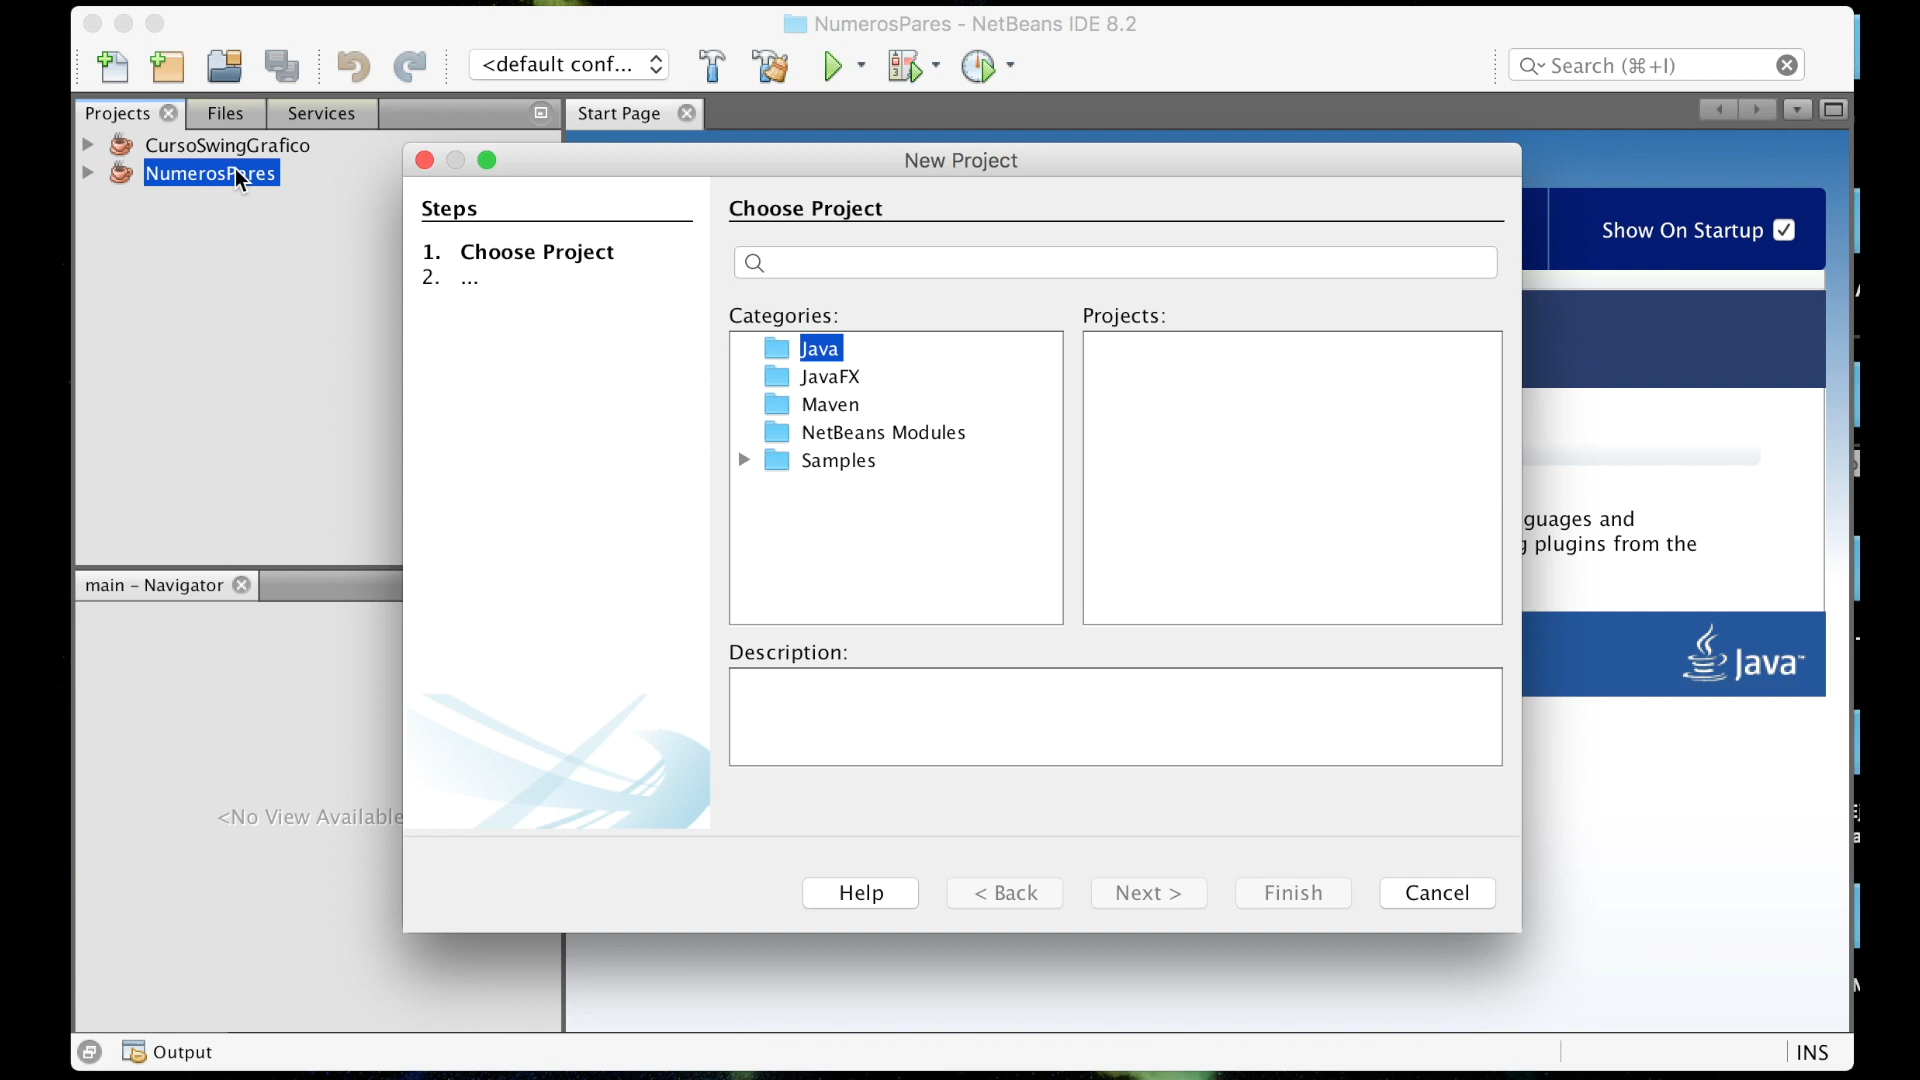 NumerosPares - NetBeans IDE 8.2
<default conf...
Search (⌘+I)
Projects
Files
Services
Start Page
CursoSwingGrafico
NumerosPares
New Project
Show On Startup
Steps
1. Choose Project
2. ...
Choose Project
Categories:
Java
JavaFX
Maven
NetBeans Modules
Samples
Projects:
Description:
guages and
plugins from the
Java
main - Navigator
<No View Available
Help
< Back
Next >
Finish
Cancel
Output
INS